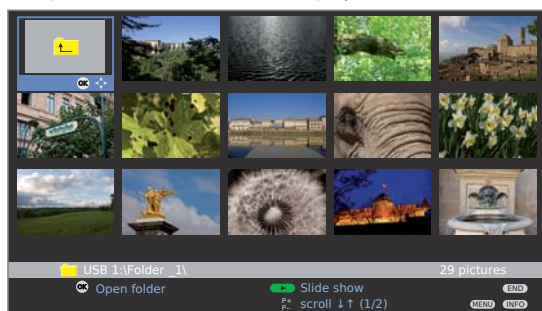 OK
USB 1:\Folder _1\ 29 pictures
OK Open folder Slide show END
P+ P– scroll ↓↑ (1/2) MENU INFO